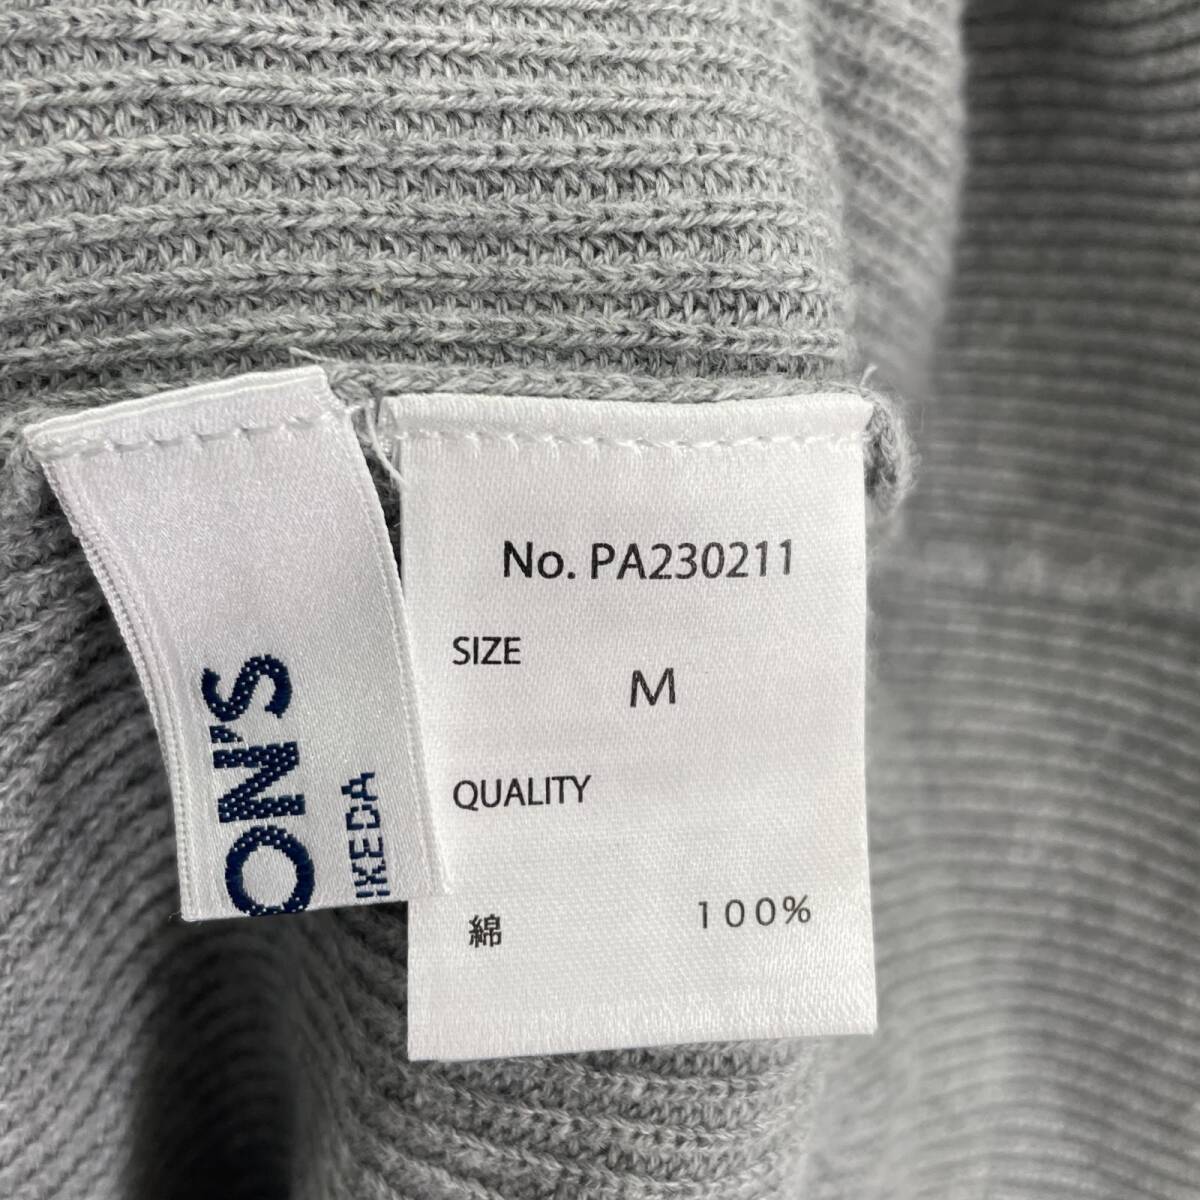 No. PA230211
SIZE
M
QUALITY
綿 100%
ON'S
IKEDA